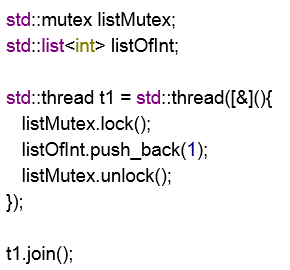 std::mutex listMutex;
std::list<int> listOfInt;
std::thread t1 = std::thread([&](){
listMutex.lock();
listOfInt.push_back(1);
listMutex.unlock();
});
t1.join();